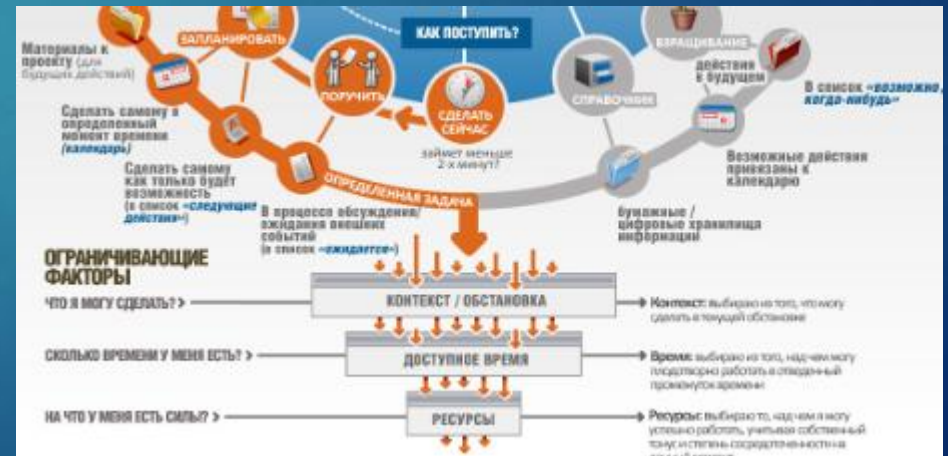 КАК ПОСТУПИТЬ?
ЗАПЛАНИРОВАТЬ
ВЗРАЩИВАНИЕ
Материалы к
проекту (для
будущих действий)
действия
в будущем
В список «возможно,
когда-нибудь»
ПОРУЧИТЬ
СПРАВОЧНИК
СДЕЛАТЬ
СЕЙЧАС
займет меньше
2-х минут?
Сделать самому в
определенный
момент времени
(календарь)
Возможные действия
привязаны к
календарю
Сделать самому
как только будет
возможность
(в список «следующие
действия»)
ОПРЕДЕЛЕННАЯ ЗАДАЧА
В процессе обсуждения/
ожидания внешних
событий
(в список «ожидается»)
бумажные /
цифровые хранилища
информации
ОГРАНИЧИВАЮЩИЕ
ФАКТОРЫ
ЧТО Я МОГУ СДЕЛАТЬ? >
КОНТЕКСТ / ОБСТАНОВКА
Контекст: выбираю из того, что могу
сделать в текущей обстановке
СКОЛЬКО ВРЕМЕНИ У МЕНЯ ЕСТЬ? >
ДОСТУПНОЕ ВРЕМЯ
Время: выбираю из того, над чем могу
плодотворно работать в отведенный
промежуток времени
НА ЧТО У МЕНЯ ЕСТЬ СИЛЫ? >
РЕСУРСЫ
Ресурсы: выбираю то, над чем я могу
успешно работать, учитывая собственный
тонус и степень сосредоточенности на